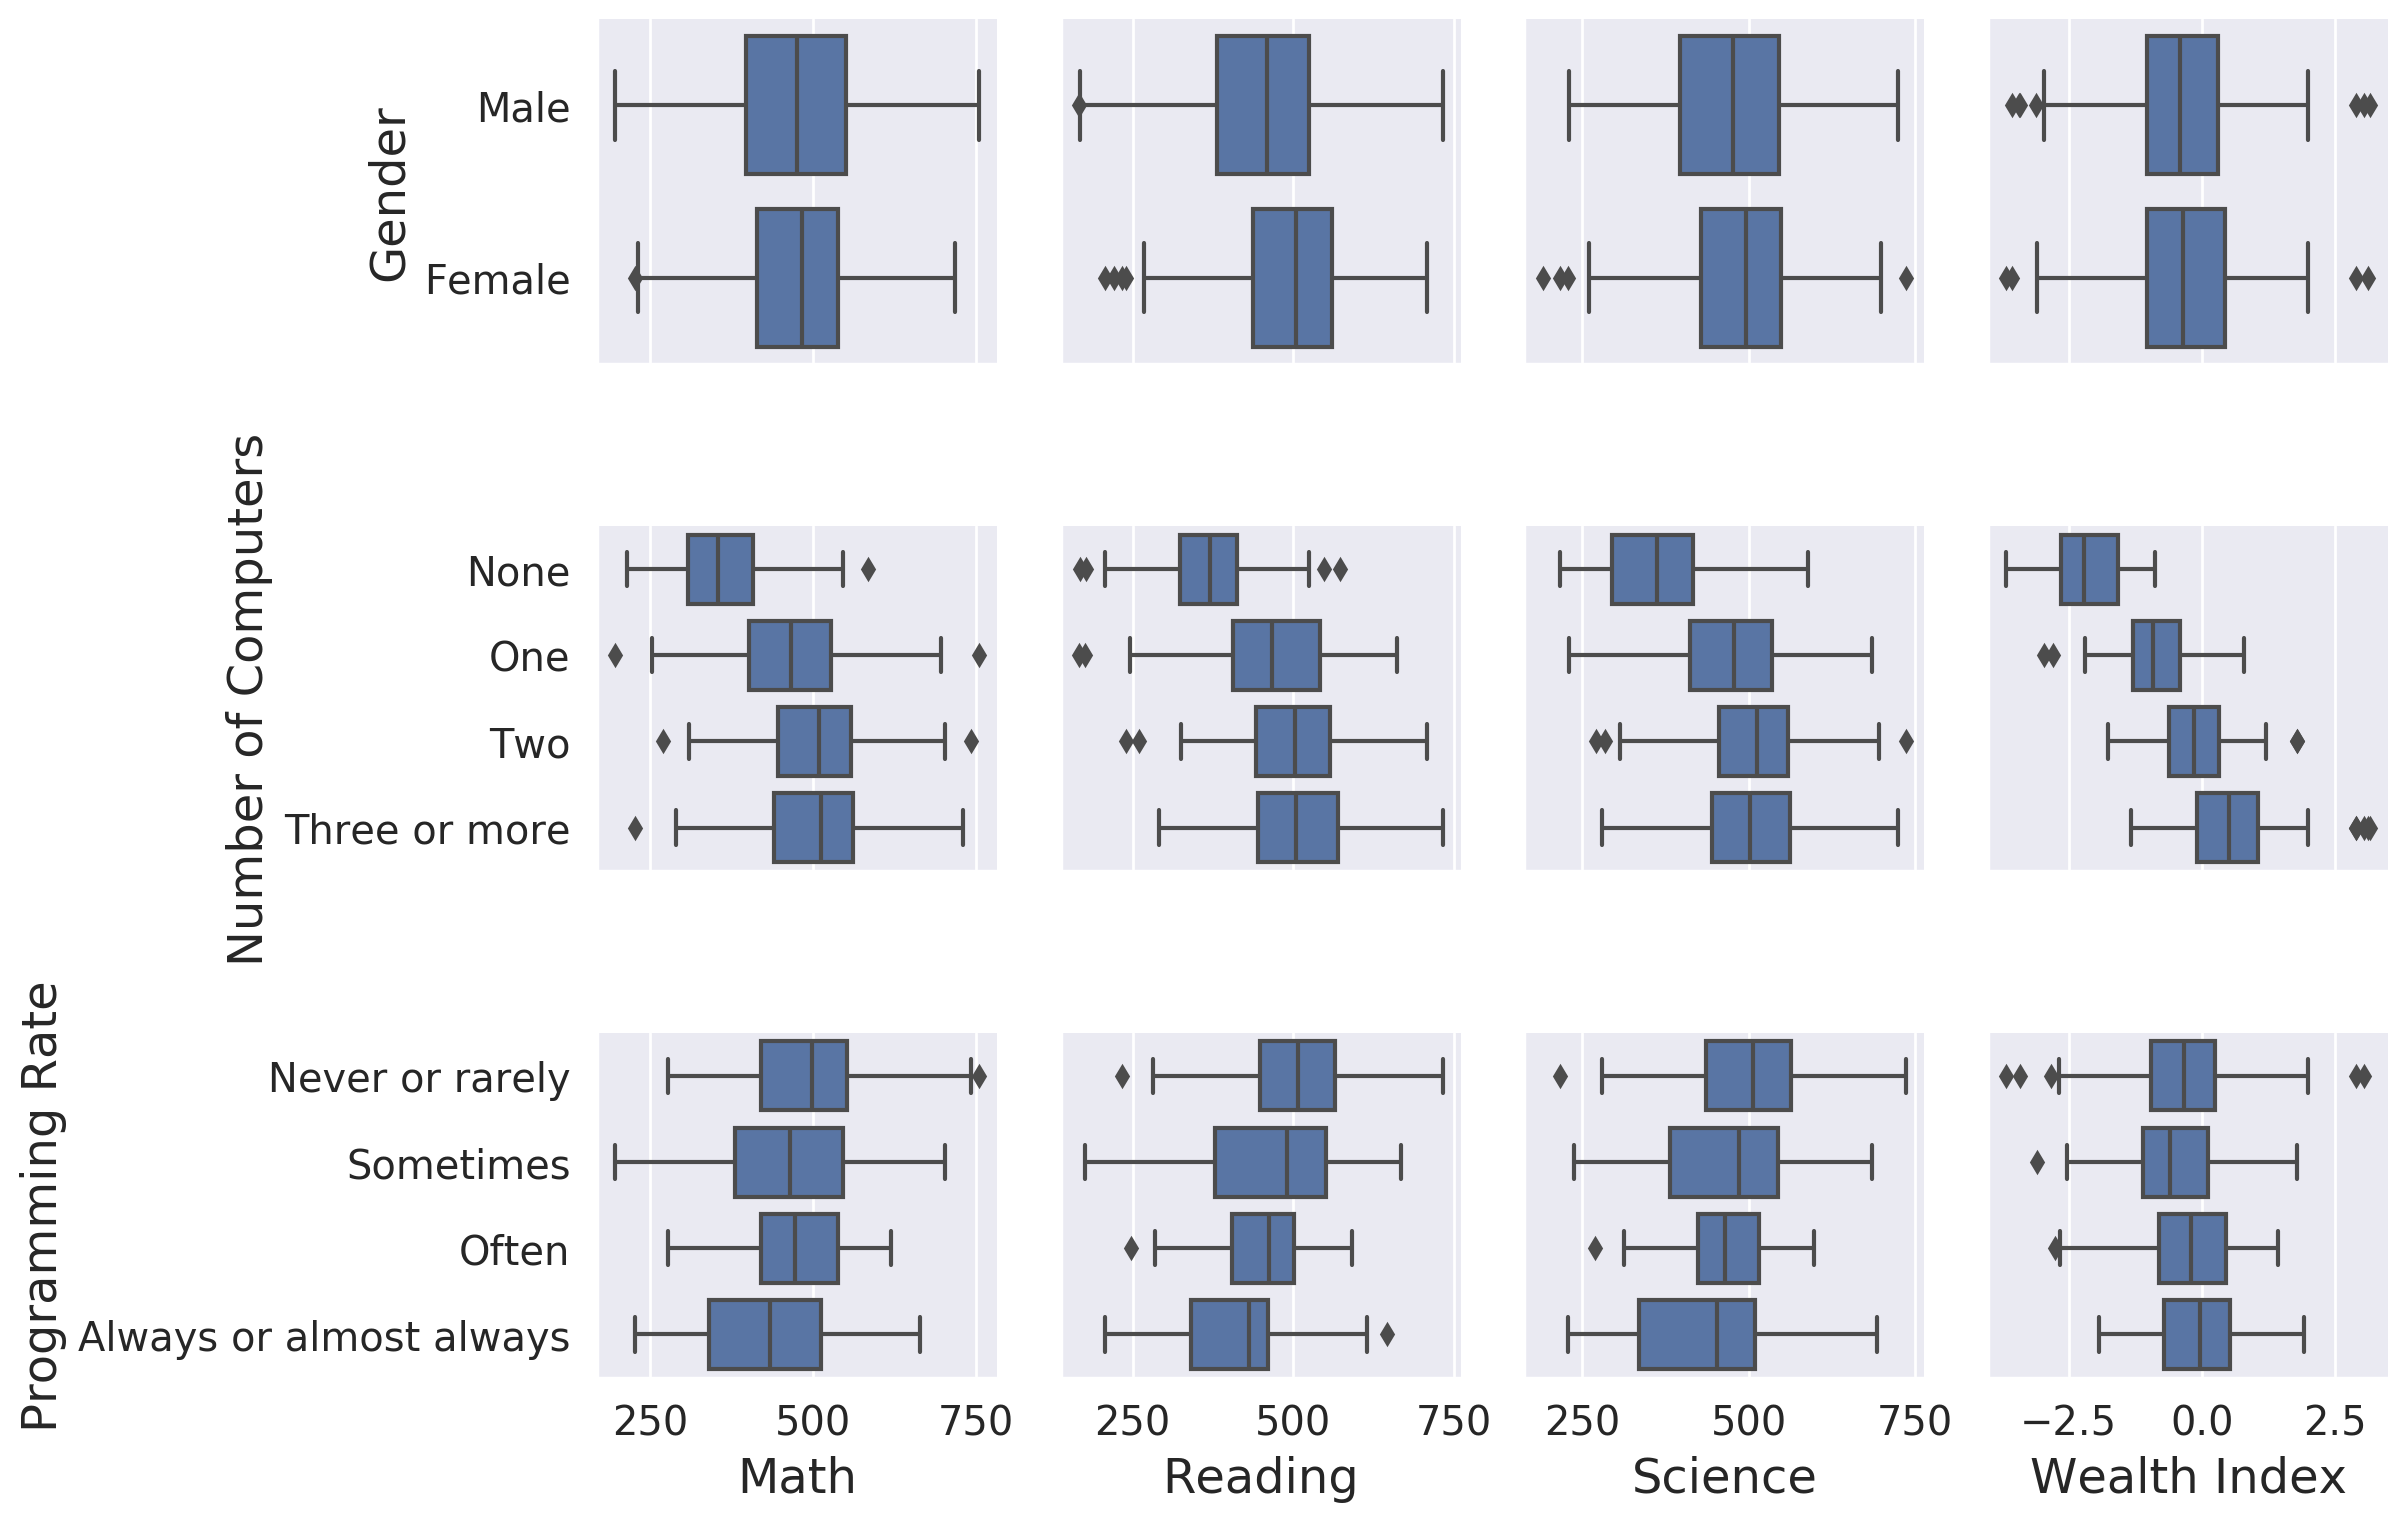 Gender
Male
Female
Number of Computers
None
One
Two
Three or more
Programming Rate
Never or rarely
Sometimes
Often
Always or almost always
250 500 750
250 500 750
250 500 750
−2.5 0.0 2.5
Math
Reading
Science
Wealth Index